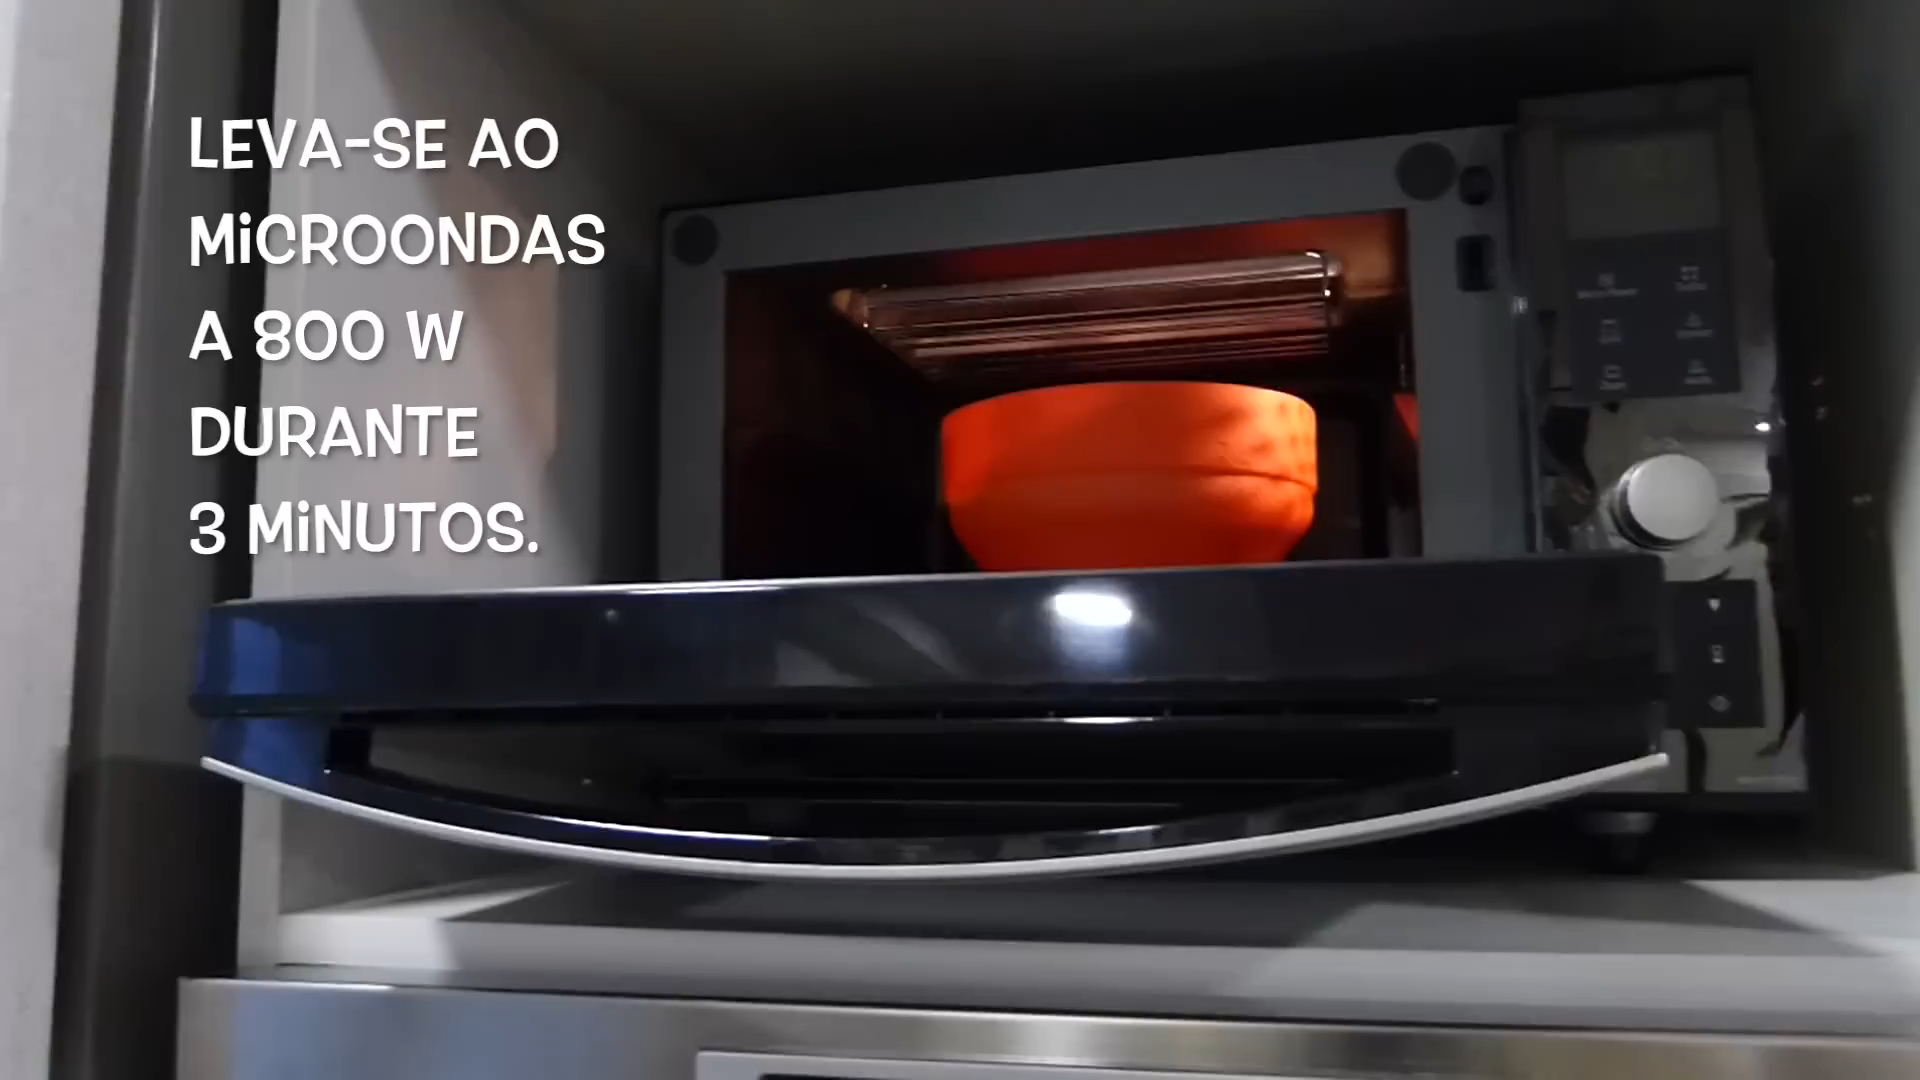 LEVA-SE AO
MiCROONDAS
A 800 W
DURANTE
3 MiNUTOS.